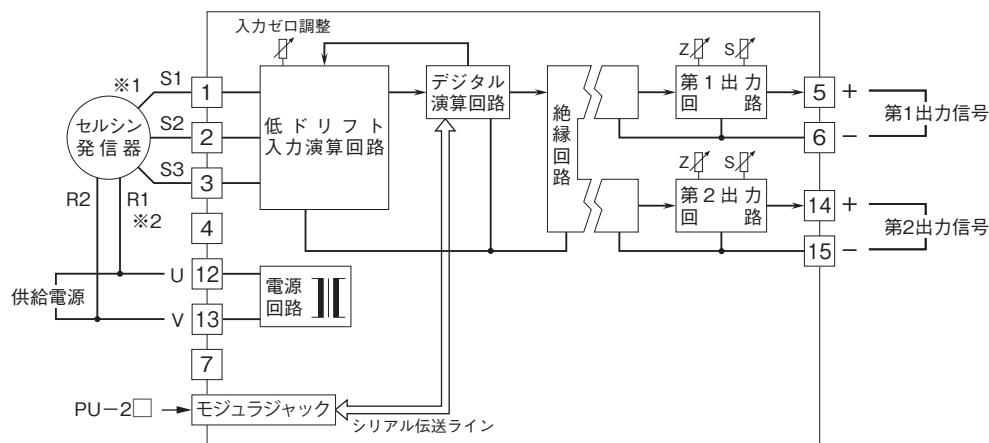 入力ゼロ調整
※1
S1
1
セルシン
発信器
S2
2
S3
3
R2
R1
※2
4
低ドリフト
入力演算回路
デジタル
演算回路
絶縁回路
Z
S
第1出力
回路
5
+
6
−
第1出力信号
Z
S
第2出力
回路
14
+
15
−
第2出力信号
供給電源
U
12
V
13
電源
回路
7
PU−2□
モジュラジャック
シリアル伝送ライン